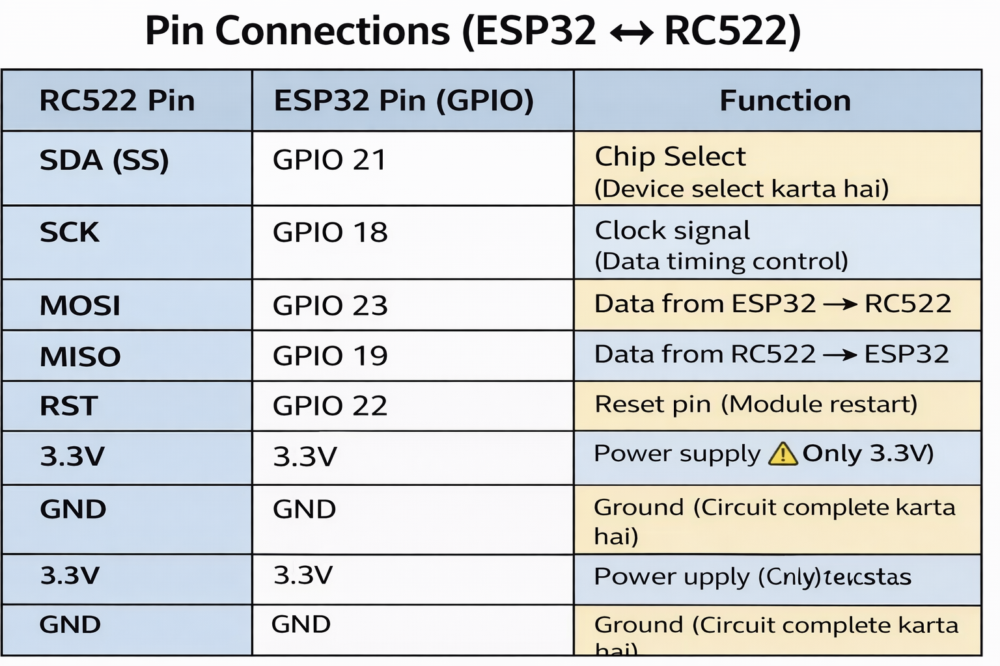 Pin Connections (ESP32 ↔ RC522)
RC522 Pin ESP32 Pin (GPIO) Function
SDA (SS) GPIO 21 Chip Select
(Device select karta hai)
SCK GPIO 18 Clock signal
(Data timing control)
MOSI GPIO 23 Data from ESP32 → RC522
MISO GPIO 19 Data from RC522 → ESP32
RST GPIO 22 Reset pin (Module restart)
3.3V 3.3V Power supply ⚠ Only 3.3V)
GND GND Ground (Circuit complete karta
hai)
3.3V 3.3V Power upply (Cnly)
GND GND Ground (Circuit complete karta
hai)